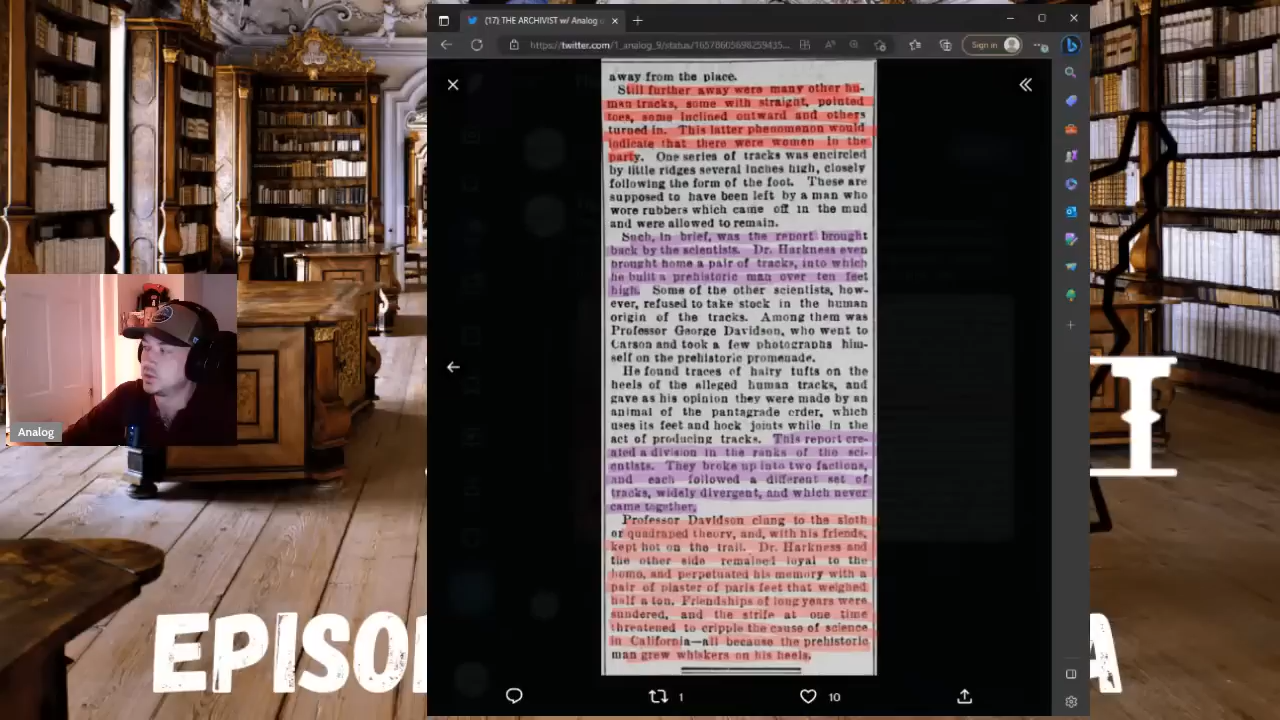 (17) THE ARCHIVIST w/ Analog
https://twitter.com/1_analog_9/status/16578605698259435...
Sign in
away from the place.
Still further away were many other hu-
man tracks, some with straight, pointed
toes, some inclined outward and others
turned in. This latter phenomenon would
indicate that there were women in the
party. One series of tracks was encircled
by little ridges several inches high, closely
following the form of the foot. These are
supposed to have been left by a man who
wore rubbers which came off in the mud
and were allowed to remain.
Such, in brief, was the report brought
back by the scientists. Dr. Harkness even
brought home a pair of tracks, into which
he built a prehistoric man over ten feet
high. Some of the other scientists, how-
ever, refused to take stock in the human
origin of the tracks. Among them was
Professor George Davidson, who went to
Carson and took a few photographs him-
self on the prehistoric promenade.
He found traces of hairy tufts on the
heels of the alleged human tracks, and
gave as his opinion they were made by an
animal of the pantagrade order, which
uses its feet and hock joints while in the
act of producing tracks. This report cre-
ated a division in the ranks of the sci-
entists. They broke up into two factions,
and each followed a different set of
tracks, widely divergent, and which never
came together.
Professor Davidson clung to the sloth
or quadraped theory, and, with his friends,
kept hot on the trail. Dr. Harkness and
the other side remained loyal to the
homo, and perpetuated his memory with a
pair of plaster of paris feet that weighed
half a ton. Friendships of long years were
sundered, and the strife at one time
threatened to cripple the cause of science
in California—all because the prehistoric
man grew whiskers on his heels.
1
10
Analog
EPISO
I
A